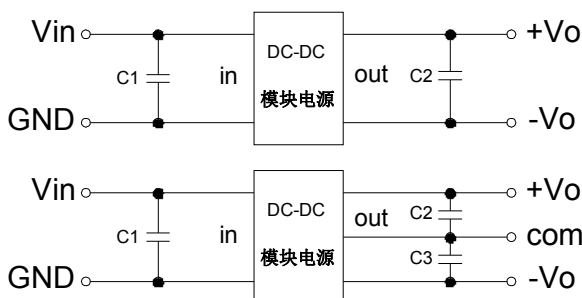 Vin
+Vo
DC-DC
C1
in
out
C2
模块电源
GND
-Vo
Vin
+Vo
DC-DC
out
C2
C1
in
com
模块电源
C3
GND
-Vo